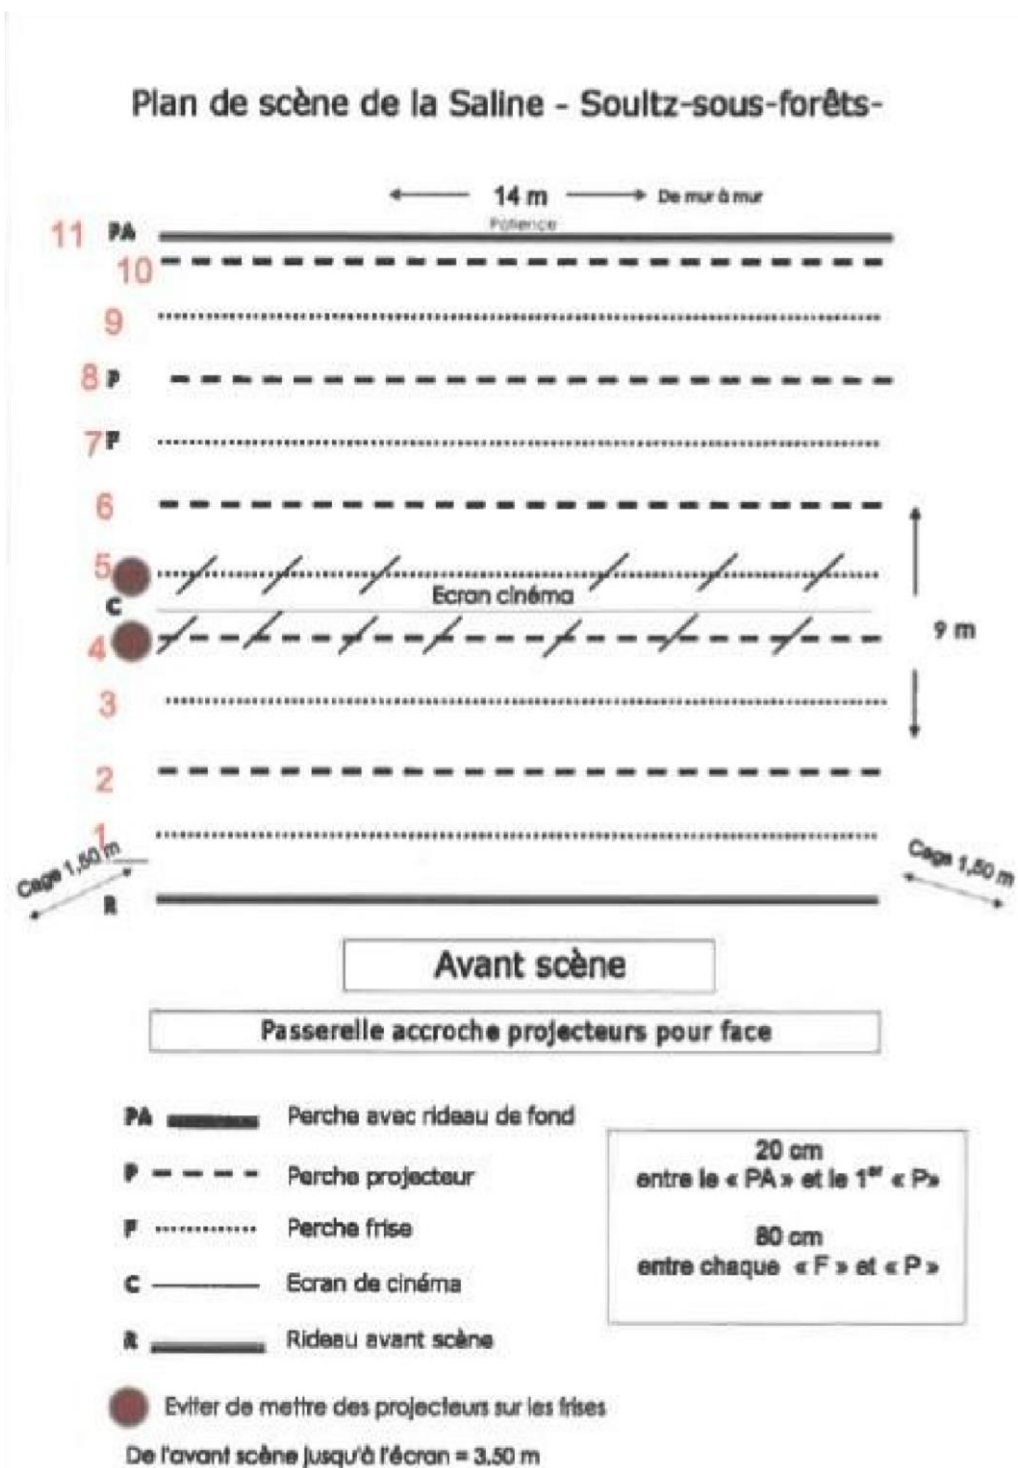 Plan de scène de la Saline - Soultz-sous-forêts-
14 m De mur à mur
Patience
11 PA
10
9
8 P
7 F
6
5
Ecran cinéma
C
9 m
4
3
2
1
Cage 1,50 m
Cage 1,50 m
R
Avant scène
Passerelle accroche projecteurs pour face
PA Perche avec rideau de fond
P Perche projecteur
F Perche frise
C Ecran de cinéma
R Rideau avant scène
20 cm
entre le « PA » et le 1er « P»
80 cm
entre chaque « F » et « P »
Eviter de mettre des projecteurs sur les frises
De l'avant scène jusqu'à l'écran = 3,50 m